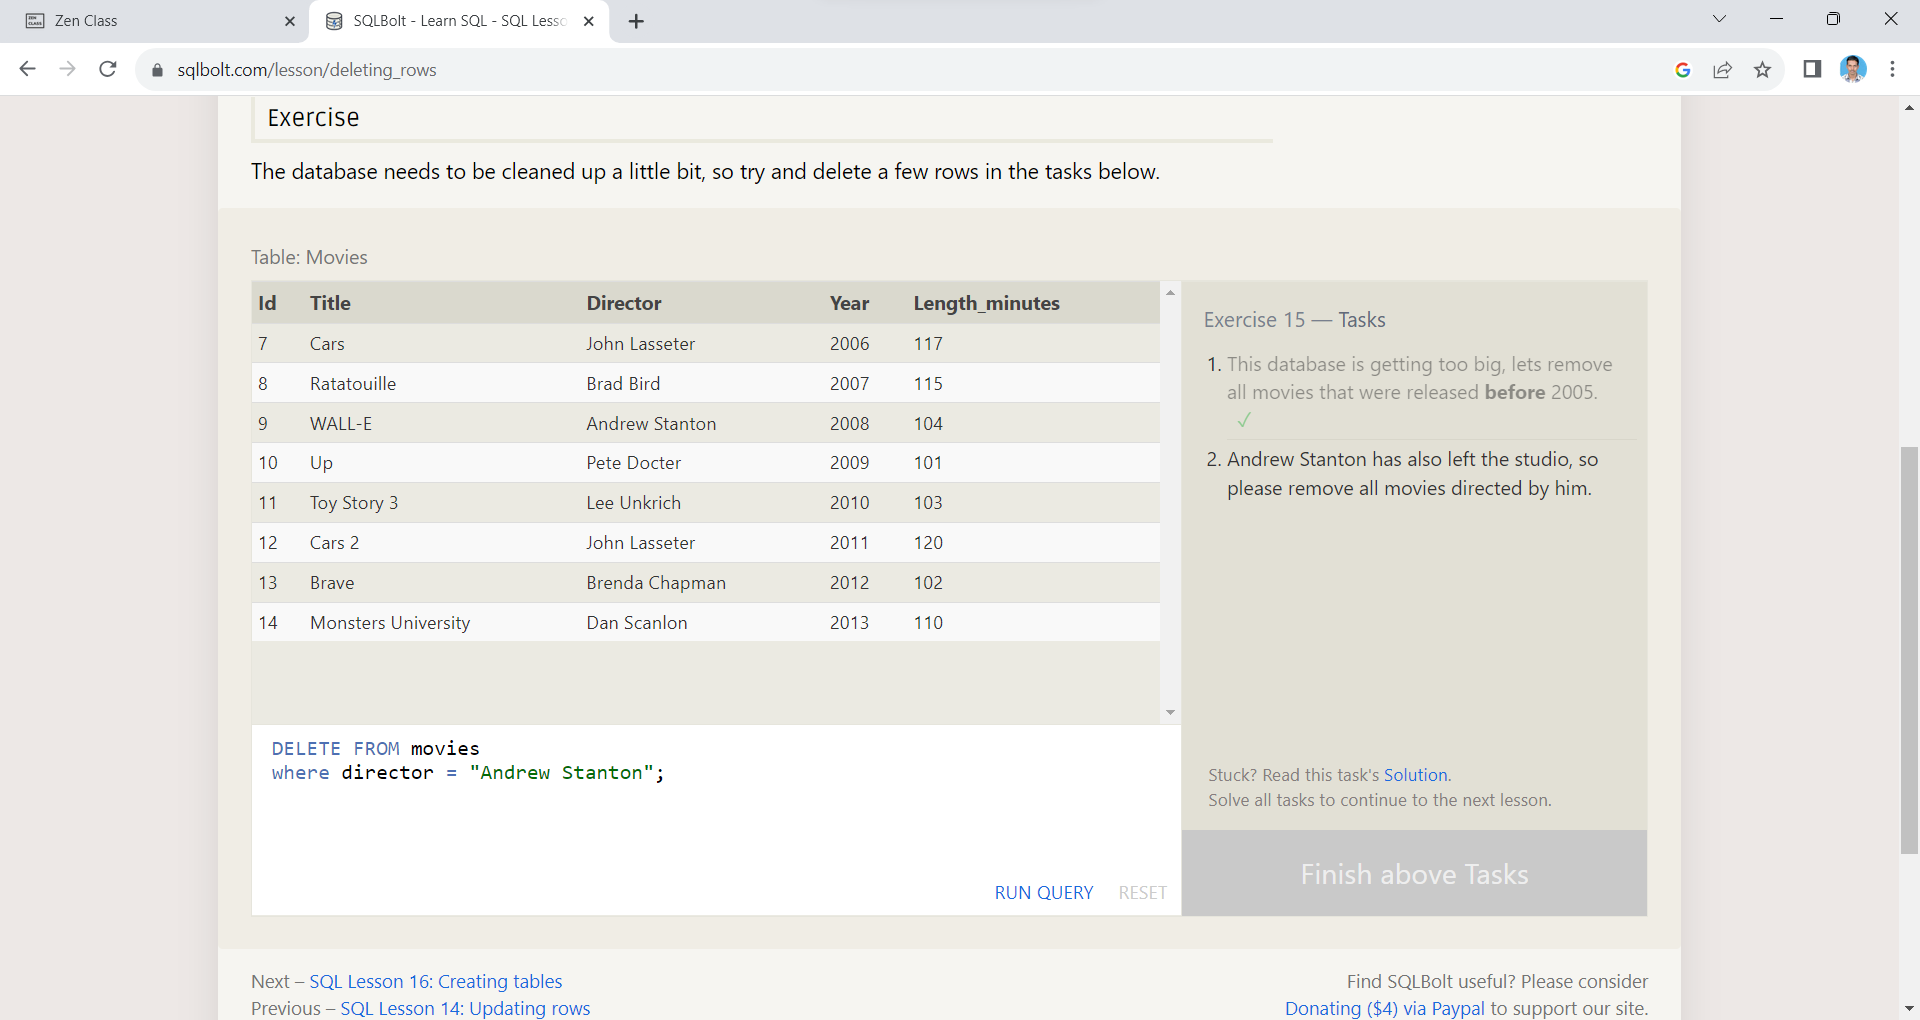 Zen Class
SQLBolt - Learn SQL - SQL Lesso
sqlbolt.com/lesson/deleting_rows
Exercise
The database needs to be cleaned up a little bit, so try and delete a few rows in the tasks below.
Table: Movies
Id Title Director Year Length_minutes
7 Cars John Lasseter 2006 117
8 Ratatouille Brad Bird 2007 115
9 WALL-E Andrew Stanton 2008 104
10 Up Pete Docter 2009 101
11 Toy Story 3 Lee Unkrich 2010 103
12 Cars 2 John Lasseter 2011 120
13 Brave Brenda Chapman 2012 102
14 Monsters University Dan Scanlon 2013 110
DELETE FROM movies
where director = "Andrew Stanton";
RUN QUERY RESET
Exercise 15 — Tasks
1. This database is getting too big, lets remove
all movies that were released before 2005.
✓
2. Andrew Stanton has also left the studio, so
please remove all movies directed by him.
Stuck? Read this task's Solution.
Solve all tasks to continue to the next lesson.
Finish above Tasks
Next – SQL Lesson 16: Creating tables
Previous – SQL Lesson 14: Updating rows
Find SQLBolt useful? Please consider
Donating ($4) via Paypal to support our site.